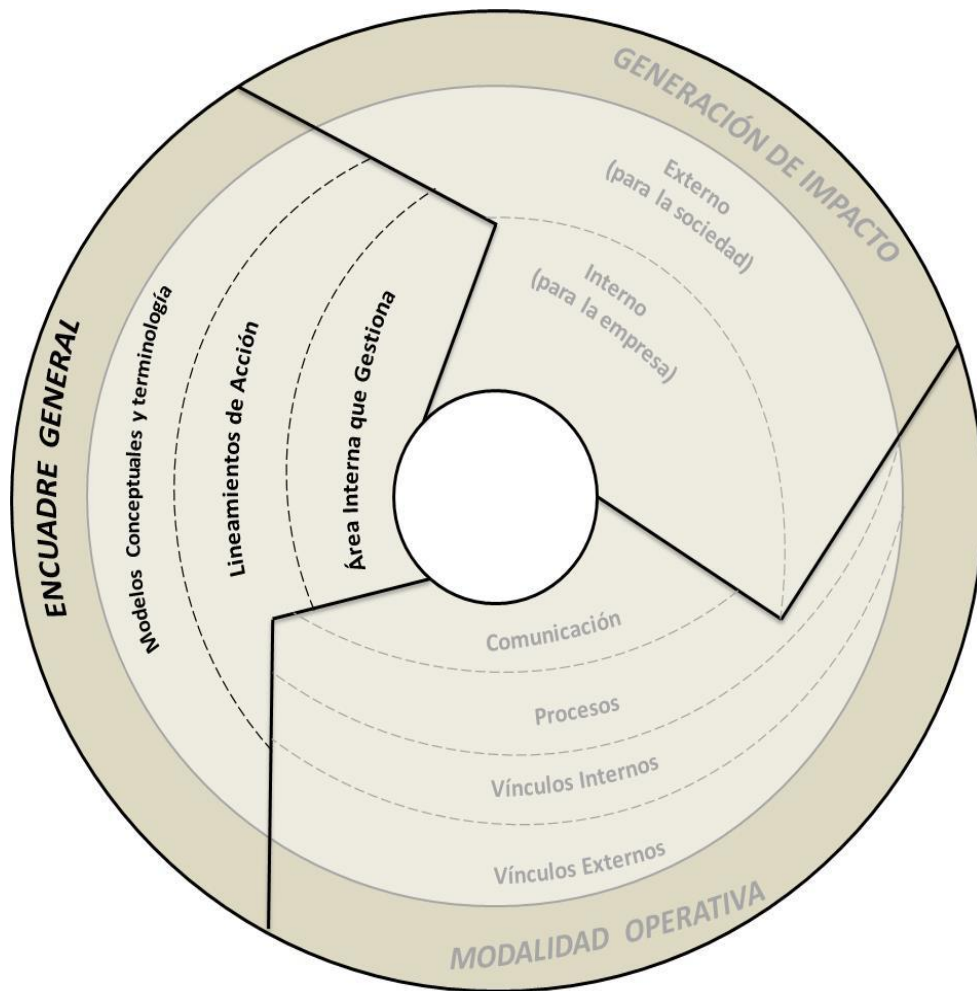 GENERACIÓN DE IMPACTO
Externo
(para la sociedad)
Interno
(para la empresa)
ENCUADRE GENERAL
Modelos Conceptuales y terminología
Lineamientos de Acción
Área Interna que Gestiona
Comunicación
Procesos
Vínculos Internos
Vínculos Externos
MODALIDAD OPERATIVA